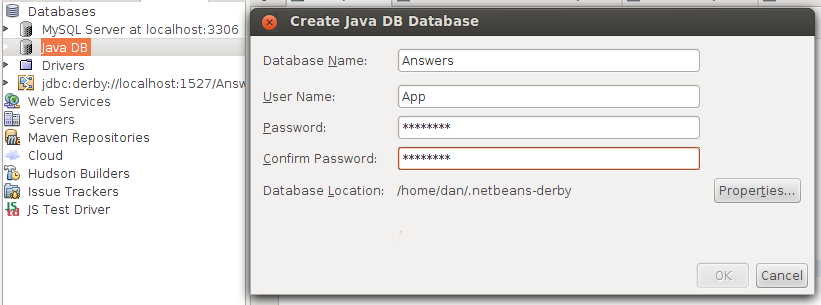 Databases
MySQL Server at localhost:3306
Java DB
Drivers
jdbc:derby://localhost:1527/Answ
Web Services
Servers
Maven Repositories
Cloud
Hudson Builders
Issue Trackers
JS Test Driver
Create Java DB Database
Database Name: Answers
User Name: App
Password: ********
Confirm Password: ********
Database Location: /home/dan/.netbeans-derby
Properties...
OK Cancel